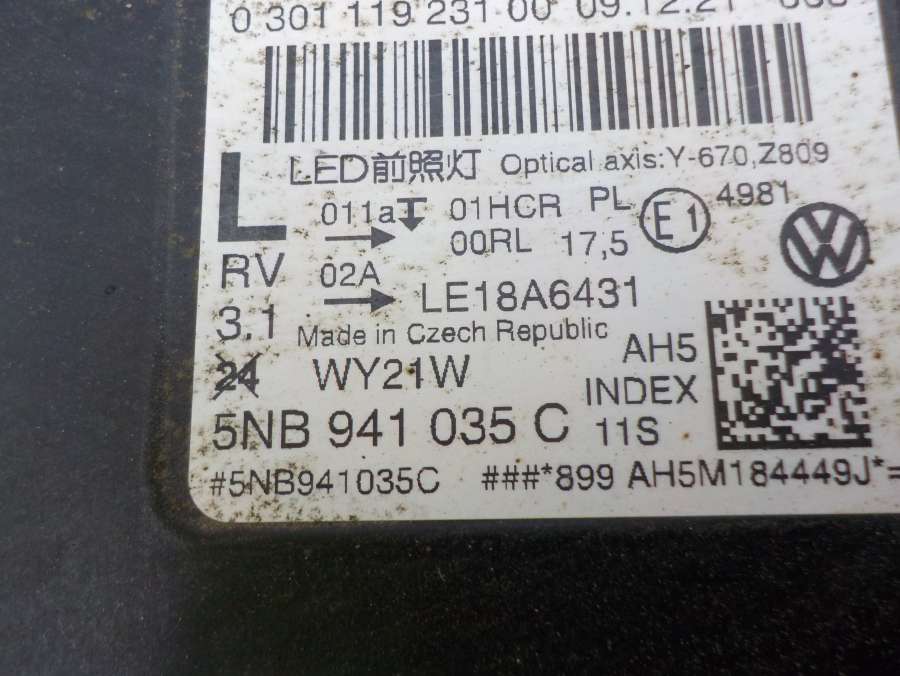 0 301 119 231 00 09.12.21
L LED前照灯 Optical axis:Y-670,Z809
011a 01HCR PL E1 4981
00RL 17,5
RV 02A LE18A6431
3.1 Made in Czech Republic
24 WY21W AH5
INDEX
5NB 941 035 C 11S
#5NB941035C ###*899 AH5M184449J*=